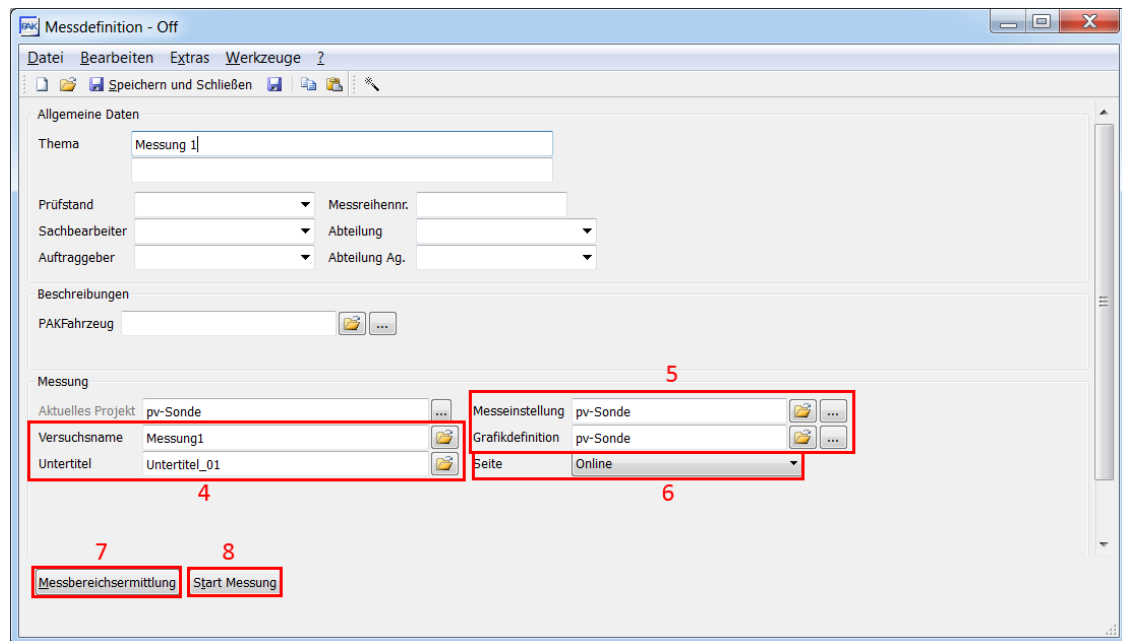 PAK Messdefinition - Off
Datei Bearbeiten Extras Werkzeuge ?
Speichern und Schließen
Allgemeine Daten
Thema Messung 1
Prüfstand Messreihennr.
Sachbearbeiter Abteilung
Auftraggeber Abteilung Ag.
Beschreibungen
PAKFahrzeug ...
Messung
5
Aktuelles Projekt pv-Sonde ... Messeinstellung pv-Sonde ...
Versuchsname Messung1 Grafikdefinition pv-Sonde ...
Untertitel Untertitel_01 Seite Online
4 6
7 8
Messbereichsermittlung Start Messung